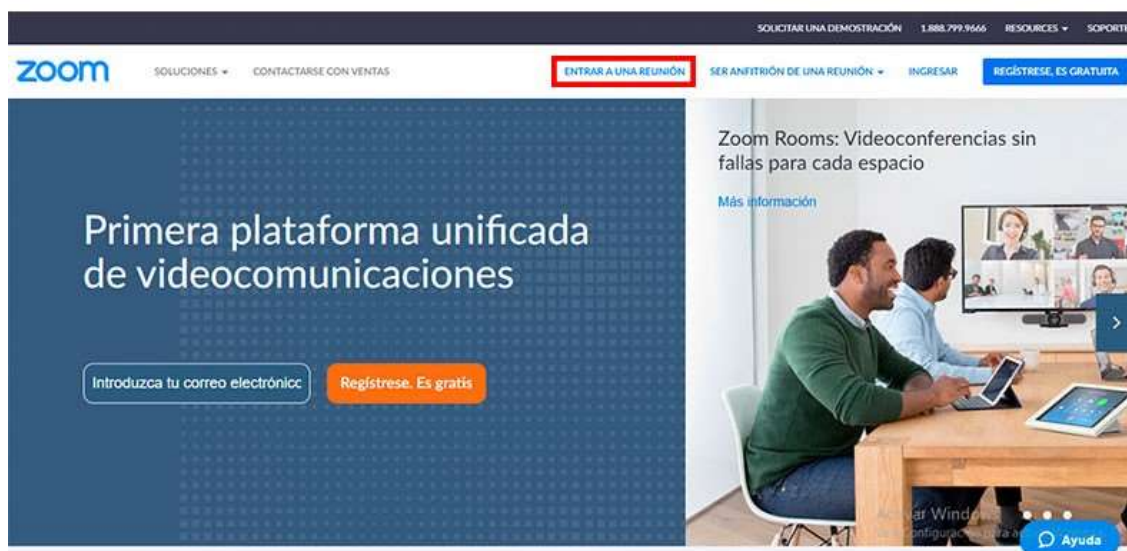 SOLICITAR UNA DEMOSTRACIÓN 1.888.799.9666 RESOURCES SOPORTE
zoom SOLUCIONES CONTACTARSE CON VENTAS ENTRAR A UNA REUNIÓN SER ANFITRIÓN DE UNA REUNIÓN INGRESAR REGÍSTRESE, ES GRATUITA
Zoom Rooms: Videoconferencias sin
fallas para cada espacio
Más información
Primera plataforma unificada
de videocomunicaciones
Introduzca tu correo electrónicc Regístrese. Es gratis
Ayuda